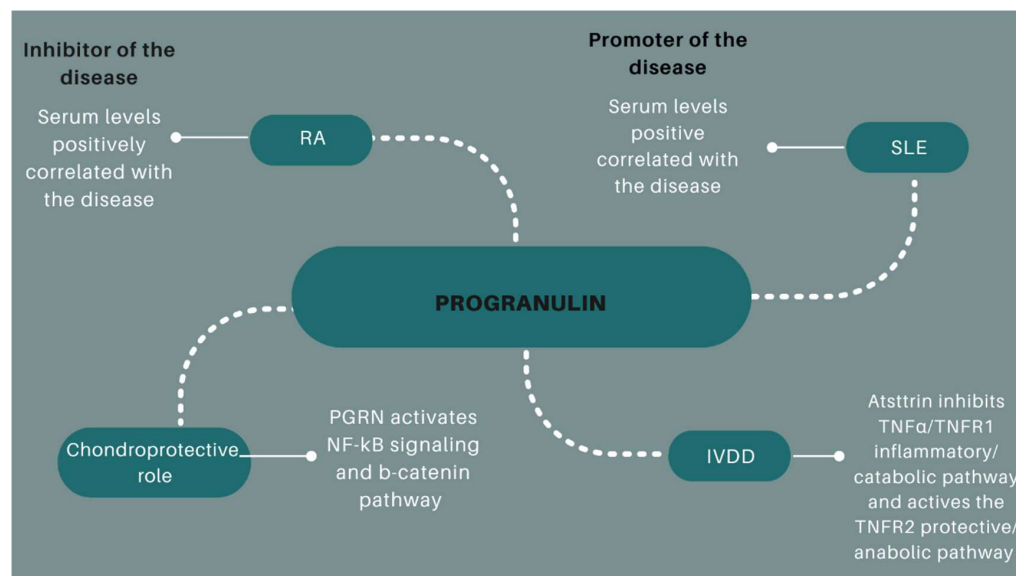 Inhibitor of the
disease
Serum levels
positively
correlated with
the disease
RA
Promoter of the
disease
Serum levels
positive
correlated with
the disease
SLE
PROGRANULIN
Chondroprotective
role
PGRN activates
NF-kB signaling
and b-catenin
pathway
IVDD
Atsttrin inhibits
TNFα/TNFR1
inflammatory/
catabolic pathway
and actives the
TNFR2 protective/
anabolic pathway